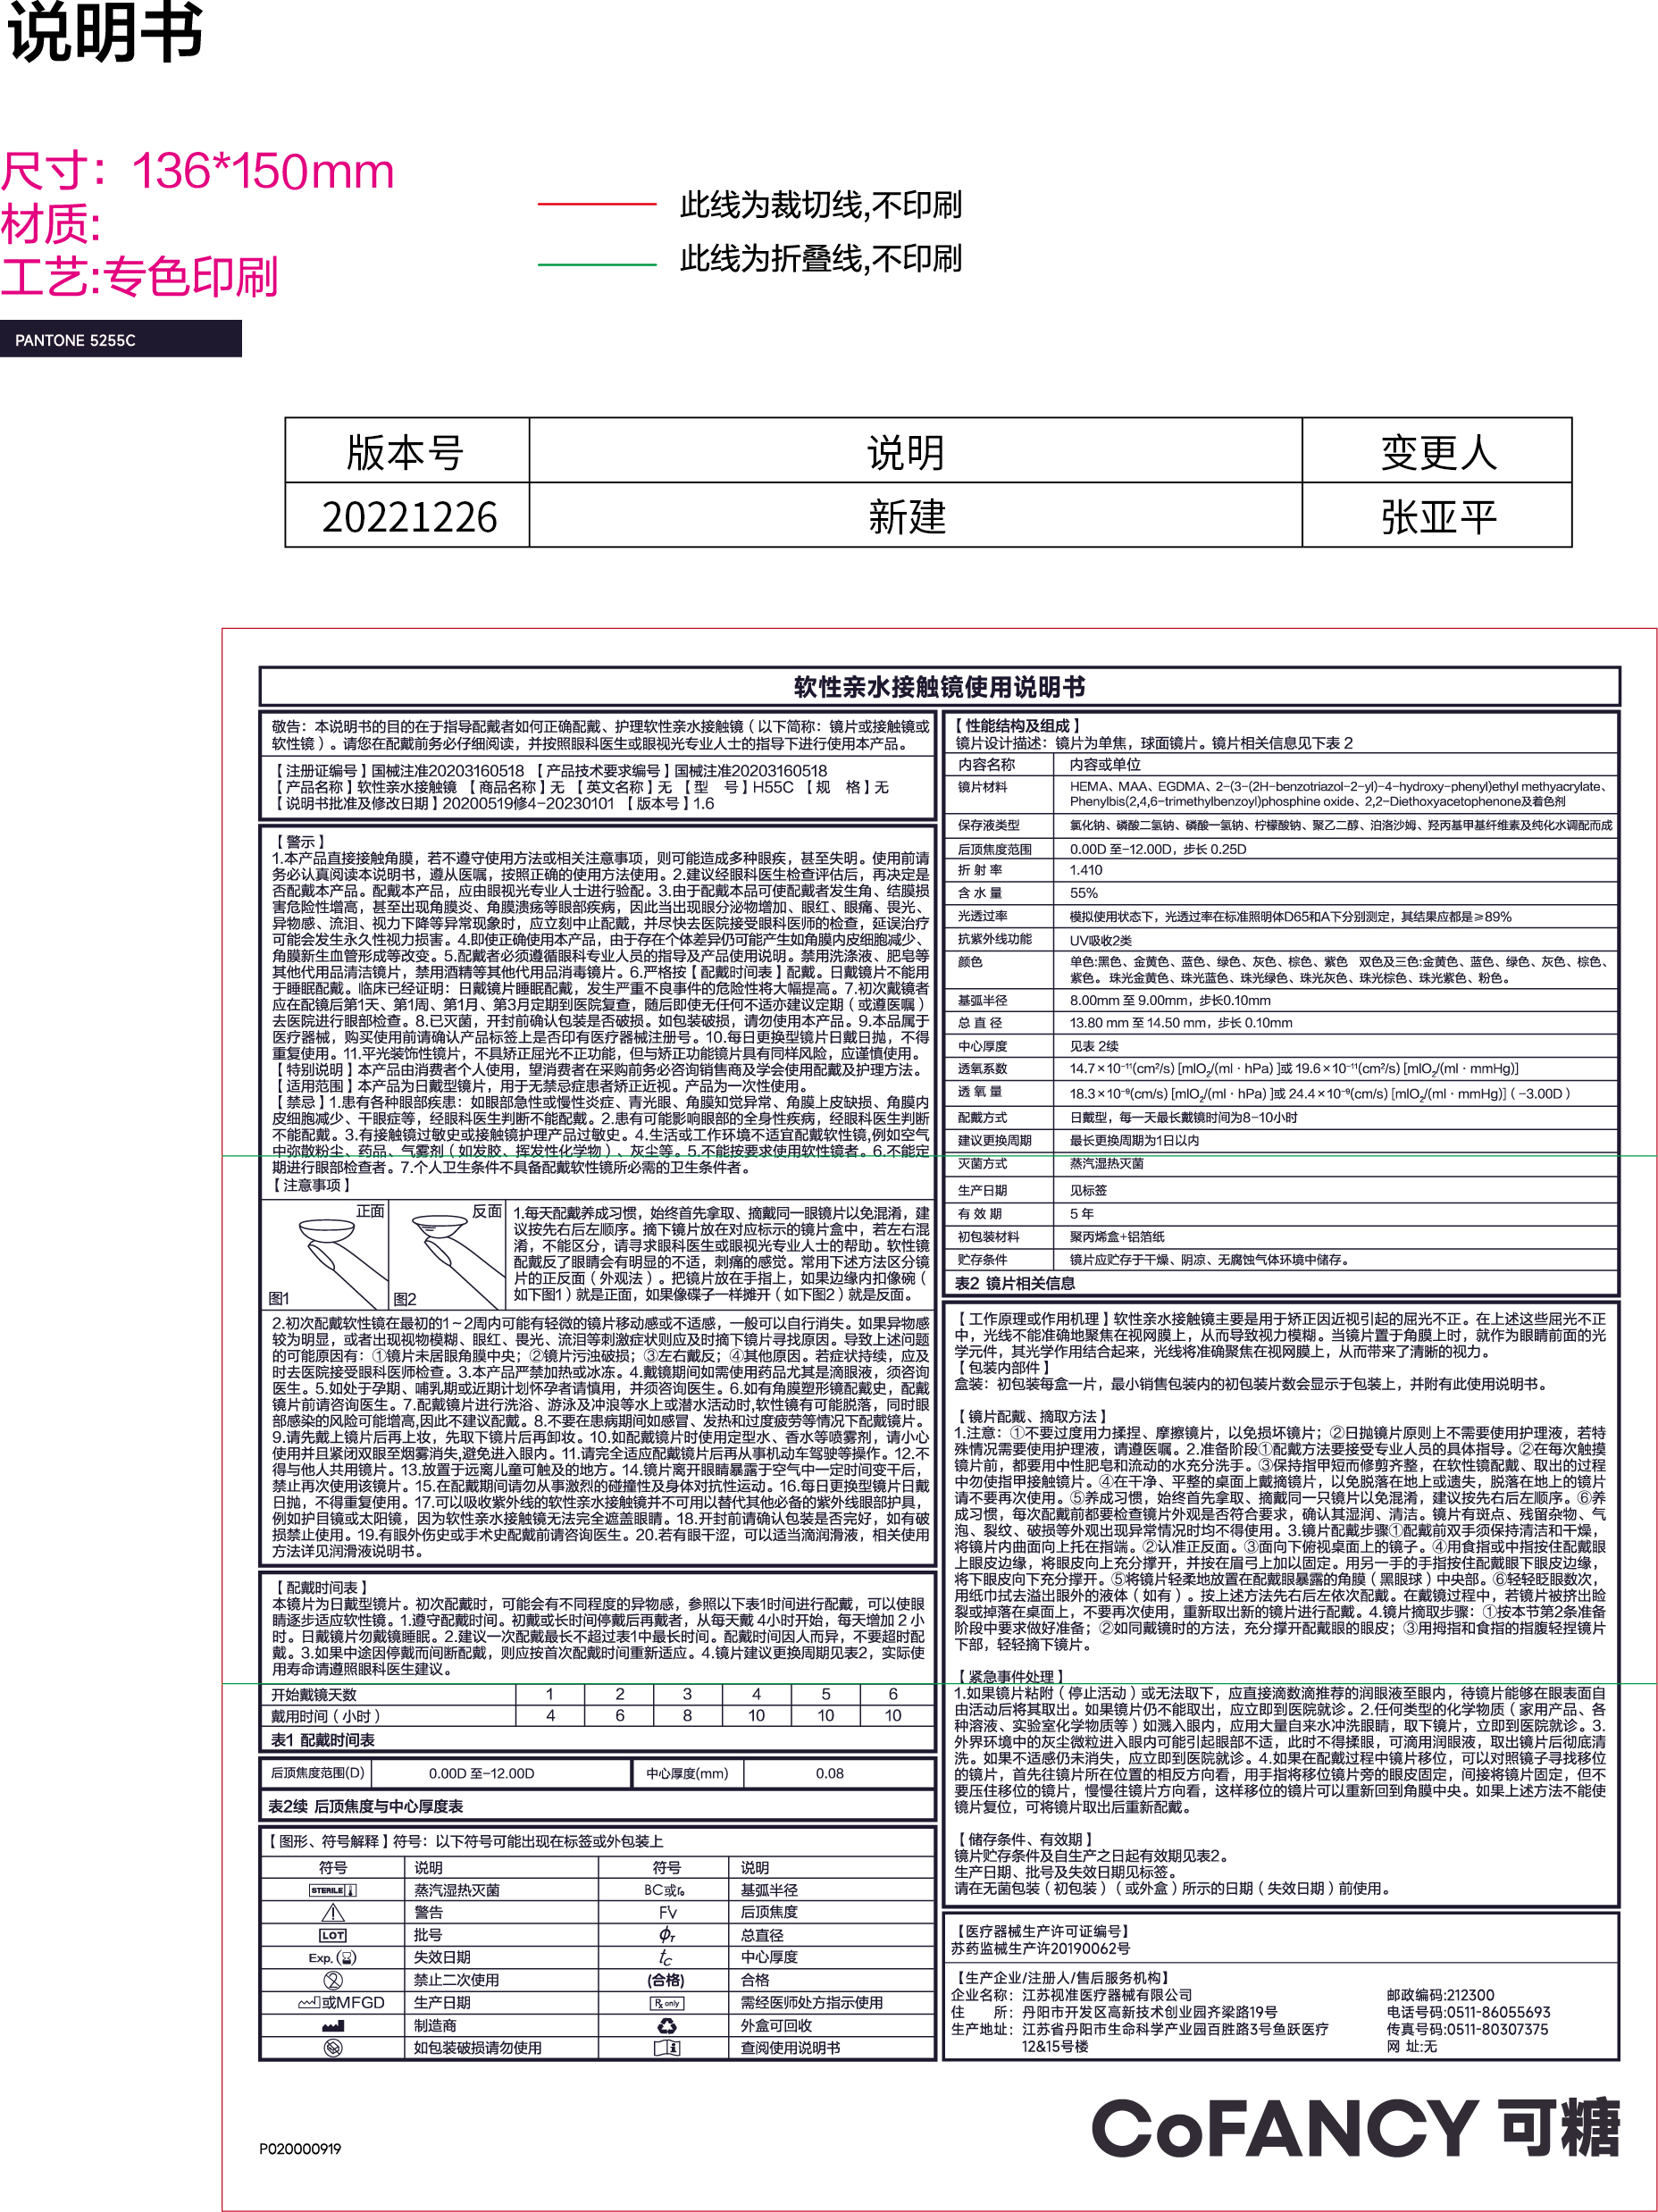 说明书
尺寸：136*150mm
材质:
工艺:专色印刷
PANTONE 5255C
此线为裁切线,不印刷
此线为折叠线,不印刷
版本号 说明 变更人
20221226 新建 张亚平
软性亲水接触镜使用说明书
敬告：本说明书的目的在于指导配戴者如何正确配戴、护理软性亲水接触镜（以下简称：镜片或接触镜或
软性镜）。请您在配戴前务必仔细阅读，并按照眼科医生或眼视光专业人士的指导下进行使用本产品。
【注册证编号】国械注准20203160518 【产品技术要求编号】国械注准20203160518
【产品名称】软性亲水接触镜 【商品名称】无 【英文名称】无 【型 号】H55C 【规 格】无
【说明书批准及修改日期】20200519修4-20230101 【版本号】1.6
【警示】
1.本产品直接接触角膜，若不遵守使用方法或相关注意事项，则可能造成多种眼疾，甚至失明。使用前请
务必认真阅读本说明书，遵从医嘱，按照正确的使用方法使用。2.建议经眼科医生检查评估后，再决定是
否配戴本产品。配戴本产品，应由眼视光专业人士进行验配。3.由于配戴本品可使配戴者发生角、结膜损
害危险性增高，甚至出现角膜炎、角膜溃疡等眼部疾病，因此当出现眼分泌物增加、眼红、眼痛、畏光、
异物感、流泪、视力下降等异常现象时，应立刻中止配戴，并尽快去医院接受眼科医师的检查，延误治疗
可能会发生永久性视力损害。4.即使正确使用本产品，由于存在个体差异仍可能产生如角膜内皮细胞减少、
角膜新生血管形成等改变。5.配戴者必须遵循眼科专业人员的指导及产品使用说明。禁用洗涤液、肥皂等
其他代用品清洁镜片，禁用酒精等其他代用品消毒镜片。6.严格按【配戴时间表】配戴。日戴镜片不能用
于睡眠配戴。临床已经证明：日戴镜片睡眠配戴，发生严重不良事件的危险性将大幅提高。7.初次戴镜者
应在配镜后第1天、第1周、第1月、第3月定期到医院复查，随后即使无任何不适亦建议定期（或遵医嘱）
去医院进行眼部检查。8.已灭菌，开封前确认包装是否破损。如包装破损，请勿使用本产品。9.本品属于
医疗器械，购买使用前请确认产品标签上是否印有医疗器械注册号。10.每日更换型镜片日戴日抛，不得
重复使用。11.平光装饰性镜片，不具矫正屈光不正功能，但与矫正功能镜片具有同样风险，应谨慎使用。
【特别说明】本产品由消费者个人使用，望消费者在采购前务必咨询销售商及学会使用配戴及护理方法。
【适用范围】本产品为日戴型镜片，用于无禁忌症患者矫正近视。产品为一次性使用。
【禁忌】1.患有各种眼部疾患：如眼部急性或慢性炎症、青光眼、角膜知觉异常、角膜上皮缺损、角膜内
皮细胞减少、干眼症等，经眼科医生判断不能配戴。2.患有可能影响眼部的全身性疾病，经眼科医生判断
不能配戴。3.有接触镜过敏史或接触镜护理产品过敏史。4.生活或工作环境不适宜配戴软性镜,例如空气
中弥散粉尘、药品、气雾剂（如发胶、挥发性化学物）、灰尘等。5.不能按要求使用软性镜者。6.不能定
期进行眼部检查者。7.个人卫生条件不具备配戴软性镜所必需的卫生条件者。
【注意事项】
正面
图1
反面
图2
1.每天配戴养成习惯，始终首先拿取、摘戴同一眼镜片以免混淆，建
议按先右后左顺序。摘下镜片放在对应标示的镜片盒中，若左右混
淆，不能区分，请寻求眼科医生或眼视光专业人士的帮助。软性镜
配戴反了眼睛会有明显的不适，刺痛的感觉。常用下述方法区分镜
片的正反面（外观法）。把镜片放在手指上，如果边缘内扣像碗（
如下图1）就是正面，如果像碟子一样摊开（如下图2）就是反面。
2.初次配戴软性镜在最初的1～2周内可能有轻微的镜片移动感或不适感，一般可以自行消失。如果异物感
较为明显，或者出现视物模糊、眼红、畏光、流泪等刺激症状则应及时摘下镜片寻找原因。导致上述问题
的可能原因有：①镜片未居眼角膜中央；②镜片污浊破损；③左右戴反；④其他原因。若症状持续，应及
时去医院接受眼科医师检查。3.本产品严禁加热或冰冻。4.戴镜期间如需使用药品尤其是滴眼液，须咨询
医生。5.如处于孕期、哺乳期或近期计划怀孕者请慎用，并须咨询医生。6.如有角膜塑形镜配戴史，配戴
镜片前请咨询医生。7.配戴镜片进行洗浴、游泳及冲浪等水上或潜水活动时,软性镜有可能脱落，同时眼
部感染的风险可能增高,因此不建议配戴。8.不要在患病期间如感冒、发热和过度疲劳等情况下配戴镜片。
9.请先戴上镜片后再上妆，先取下镜片后再卸妆。10.如配戴镜片时使用定型水、香水等喷雾剂，请小心
使用并且紧闭双眼至烟雾消失,避免进入眼内。11.请完全适应配戴镜片后再从事机动车驾驶等操作。12.不
得与他人共用镜片。13.放置于远离儿童可触及的地方。14.镜片离开眼睛暴露于空气中一定时间变干后，
禁止再次使用该镜片。15.在配戴期间请勿从事激烈的碰撞性及身体对抗性运动。16.每日更换型镜片日戴
日抛，不得重复使用。17.可以吸收紫外线的软性亲水接触镜并不可用以替代其他必备的紫外线眼部护具，
例如护目镜或太阳镜，因为软性亲水接触镜无法完全遮盖眼睛。18.开封前请确认包装是否完好，如有破
损禁止使用。19.有眼外伤史或手术史配戴前请咨询医生。20.若有眼干涩，可以适当滴润滑液，相关使用
方法详见润滑液说明书。
【配戴时间表】
本镜片为日戴型镜片。初次配戴时，可能会有不同程度的异物感，参照以下表1时间进行配戴，可以使眼
睛逐步适应软性镜。1.遵守配戴时间。初戴或长时间停戴后再戴者，从每天戴 4小时开始，每天增加 2 小
时。日戴镜片勿戴镜睡眠。2.建议一次配戴最长不超过表1中最长时间。配戴时间因人而异，不要超时配
戴。3.如果中途因停戴而间断配戴，则应按首次配戴时间重新适应。4.镜片建议更换周期见表2，实际使
用寿命请遵照眼科医生建议。
开始戴镜天数 1 2 3 4 5 6
戴用时间（小时） 4 6 8 10 10 10
表1 配戴时间表
后顶焦度范围(D) 0.00D 至-12.00D 中心厚度(mm) 0.08
表2续 后顶焦度与中心厚度表
【图形、符号解释】符号：以下符号可能出现在标签或外包装上
符号 说明 符号 说明
STERILE 蒸汽湿热灭菌 BC或r₀ 基弧半径
警告 FV 后顶焦度
LOT 批号 ϕT 总直径
Exp.( ) 失效日期 tC 中心厚度
禁止二次使用 (合格) 合格
或MFGD 生产日期 Rx only 需经医师处方指示使用
制造商 外盒可回收
如包装破损请勿使用 查阅使用说明书
【性能结构及组成】
镜片设计描述：镜片为单焦，球面镜片。镜片相关信息见下表 2
内容名称 内容或单位
镜片材料 HEMA、MAA、EGDMA、2-(3-(2H-benzotriazol-2-yl)-4-hydroxy-phenyl)ethyl methyacrylate、
Phenylbis(2,4,6-trimethylbenzoyl)phosphine oxide、2,2-Diethoxyacetophenone及着色剂
保存液类型 氯化钠、磷酸二氢钠、磷酸一氢钠、柠檬酸钠、聚乙二醇、泊洛沙姆、羟丙基甲基纤维素及纯化水调配而成
后顶焦度范围 0.00D 至-12.00D，步长 0.25D
折 射 率 1.410
含 水 量 55%
光透过率 模拟使用状态下，光透过率在标准照明体D65和A下分别测定，其结果应都是≥89%
抗紫外线功能 UV吸收2类
颜色 单色:黑色、金黄色、蓝色、绿色、灰色、棕色、紫色 双色及三色:金黄色、蓝色、绿色、灰色、棕色、
紫色。 珠光金黄色、珠光蓝色、珠光绿色、珠光灰色、珠光棕色、珠光紫色、粉色。
基弧半径 8.00mm 至 9.00mm，步长0.10mm
总 直 径 13.80 mm 至 14.50 mm，步长 0.10mm
中心厚度 见表 2续
透氧系数 14.7×10⁻¹¹(cm²/s) [mlO₂/(ml · hPa) ]或 19.6×10⁻¹¹(cm²/s) [mlO₂/(ml · mmHg)]
透 氧 量 18.3×10⁻⁹(cm/s) [mlO₂/(ml · hPa) ]或 24.4×10⁻⁹(cm/s) [mlO₂/(ml · mmHg)]（-3.00D）
配戴方式 日戴型，每一天最长戴镜时间为8-10小时
建议更换周期 最长更换周期为1日以内
灭菌方式 蒸汽湿热灭菌
生产日期 见标签
有 效 期 5 年
初包装材料 聚丙烯盒+铝箔纸
贮存条件 镜片应贮存于干燥、阴凉、无腐蚀气体环境中储存。
表2 镜片相关信息
【工作原理或作用机理】软性亲水接触镜主要是用于矫正因近视引起的屈光不正。在上述这些屈光不正
中，光线不能准确地聚焦在视网膜上，从而导致视力模糊。当镜片置于角膜上时，就作为眼睛前面的光
学元件，其光学作用结合起来，光线将准确聚焦在视网膜上，从而带来了清晰的视力。
【包装内部件】
盒装：初包装每盒一片，最小销售包装内的初包装片数会显示于包装上，并附有此使用说明书。
【镜片配戴、摘取方法】
1.注意：①不要过度用力揉捏、摩擦镜片，以免损坏镜片；②日抛镜片原则上不需要使用护理液，若特
殊情况需要使用护理液，请遵医嘱。2.准备阶段①配戴方法要接受专业人员的具体指导。②在每次触摸
镜片前，都要用中性肥皂和流动的水充分洗手。③保持指甲短而修剪齐整，在软性镜配戴、取出的过程
中勿使指甲接触镜片。④在干净、平整的桌面上戴摘镜片，以免脱落在地上或遗失，脱落在地上的镜片
请不要再次使用。⑤养成习惯，始终首先拿取、摘戴同一只镜片以免混淆，建议按先右后左顺序。⑥养
成习惯，每次配戴前都要检查镜片外观是否符合要求，确认其湿润、清洁。镜片有斑点、残留杂物、气
泡、裂纹、破损等外观出现异常情况时均不得使用。3.镜片配戴步骤①配戴前双手须保持清洁和干燥，
将镜片内曲面向上托在指端。②认准正反面。③面向下俯视桌面上的镜子。④用食指或中指按住配戴眼
上眼皮边缘，将眼皮向上充分撑开，并按在眉弓上加以固定。用另一手的手指按住配戴眼下眼皮边缘，
将下眼皮向下充分撑开。⑤将镜片轻柔地放置在配戴眼暴露的角膜（黑眼球）中央部。⑥轻轻眨眼数次，
用纸巾拭去溢出眼外的液体（如有）。按上述方法先右后左依次配戴。在戴镜过程中，若镜片被挤出睑
裂或掉落在桌面上，不要再次使用，重新取出新的镜片进行配戴。4.镜片摘取步骤：①按本节第2条准备
阶段中要求做好准备；②如同戴镜时的方法，充分撑开配戴眼的眼皮；③用拇指和食指的指腹轻捏镜片
下部，轻轻摘下镜片。
【紧急事件处理】
1.如果镜片粘附（停止活动）或无法取下，应直接滴数滴推荐的润眼液至眼内，待镜片能够在眼表面自
由活动后将其取出。如果镜片仍不能取出，应立即到医院就诊。2.任何类型的化学物质（家用产品、各
种溶液、实验室化学物质等）如溅入眼内，应用大量自来水冲洗眼睛，取下镜片，立即到医院就诊。3.
外界环境中的灰尘微粒进入眼内可能引起眼部不适，此时不得揉眼，可滴用润眼液，取出镜片后彻底清
洗。如果不适感仍未消失，应立即到医院就诊。4.如果在配戴过程中镜片移位，可以对照镜子寻找移位
的镜片，首先往镜片所在位置的相反方向看，用手指将移位镜片旁的眼皮固定，间接将镜片固定，但不
要压住移位的镜片，慢慢往镜片方向看，这样移位的镜片可以重新回到角膜中央。如果上述方法不能使
镜片复位，可将镜片取出后重新配戴。
【储存条件、有效期】
镜片贮存条件及自生产之日起有效期见表2。
生产日期、批号及失效日期见标签。
请在无菌包装（初包装）（或外盒）所示的日期（失效日期）前使用。
【医疗器械生产许可证编号】
苏药监械生产许20190062号
【生产企业/注册人/售后服务机构】
企业名称：江苏视准医疗器械有限公司 邮政编码:212300
住 所：丹阳市开发区高新技术创业园齐梁路19号 电话号码:0511-86055693
生产地址：江苏省丹阳市生命科学产业园百胜路3号鱼跃医疗 传真号码:0511-80307375
12&15号楼 网 址:无
CoFANCY 可糖
P020000919